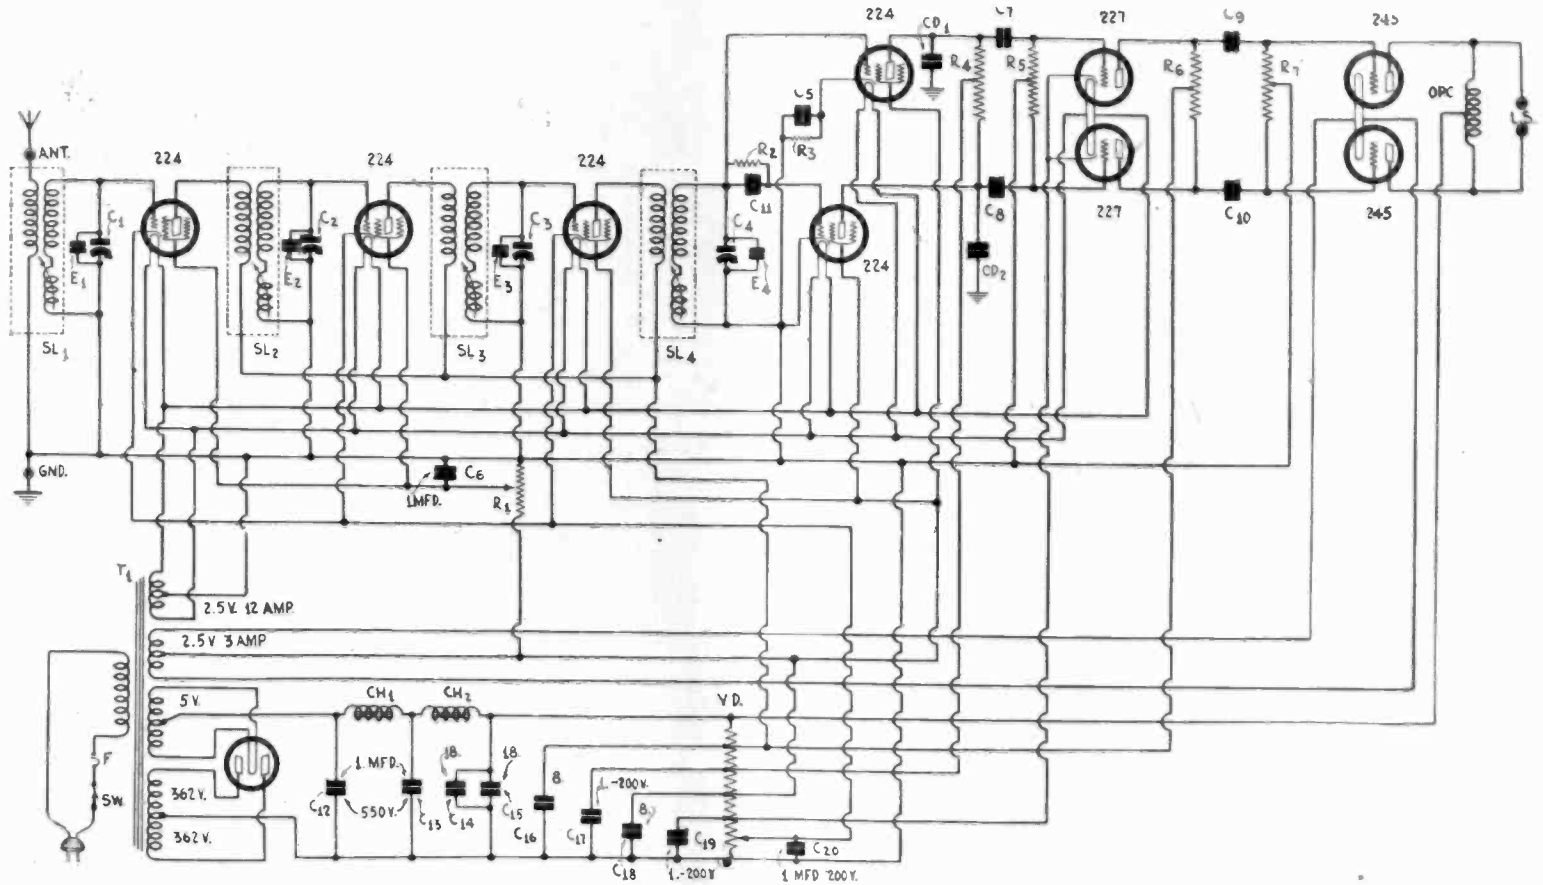 224
CD1
C7
227
C9
245
R4
R5
R6
R7
OPC
C5
ANT.
224
224
224
R2
R3
C11
C8
227
C10
245
C1
C2
C3
C4
224
CD2
E1
E2
E3
E4
SL1
SL2
SL3
SL4
GND.
C6
1MFD.
R1
T1
2.5V. 12 AMP.
2.5V 3 AMP
5V.
CH1
CH2
V D.
F
SW.
362V.
362V.
1. MFD.
550V.
18.
18.
8
1.-200V.
8
C12
C13
C14
C15
C16
C17
C18
C19
C20
1.-200V
1 MFD 200V.